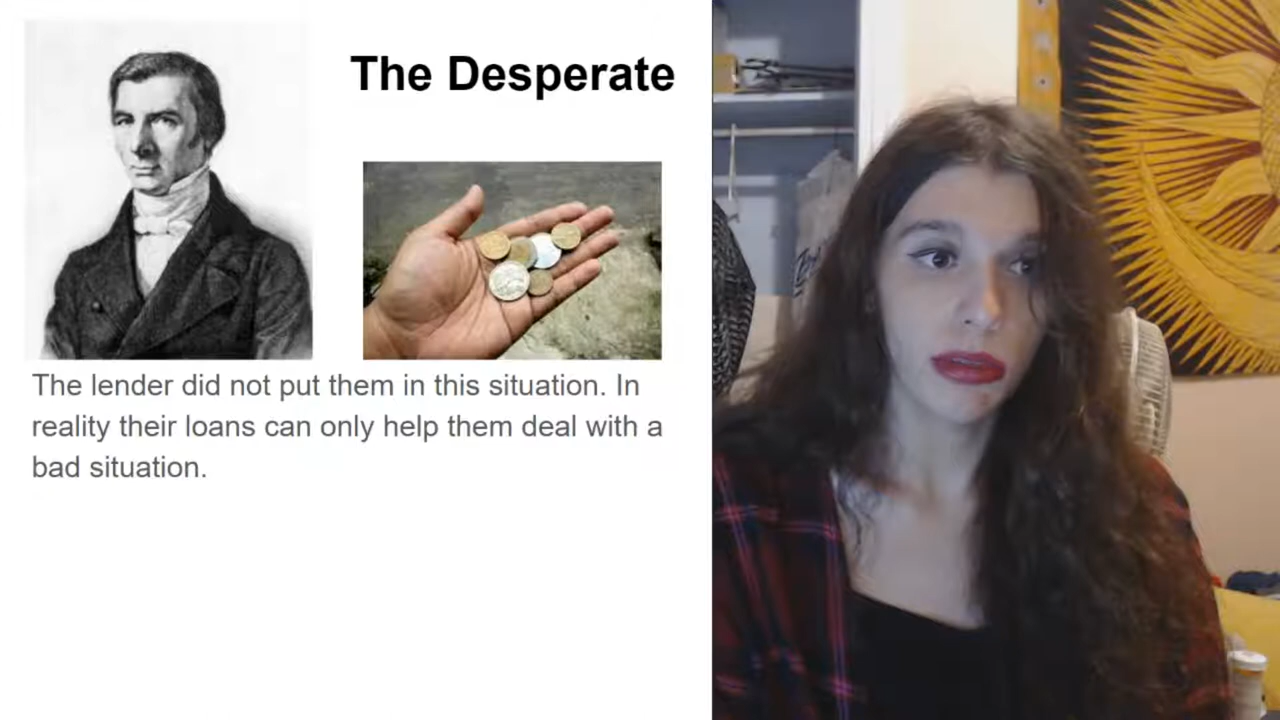 The Desperate
The lender did not put them in this situation. In
reality their loans can only help them deal with a
bad situation.